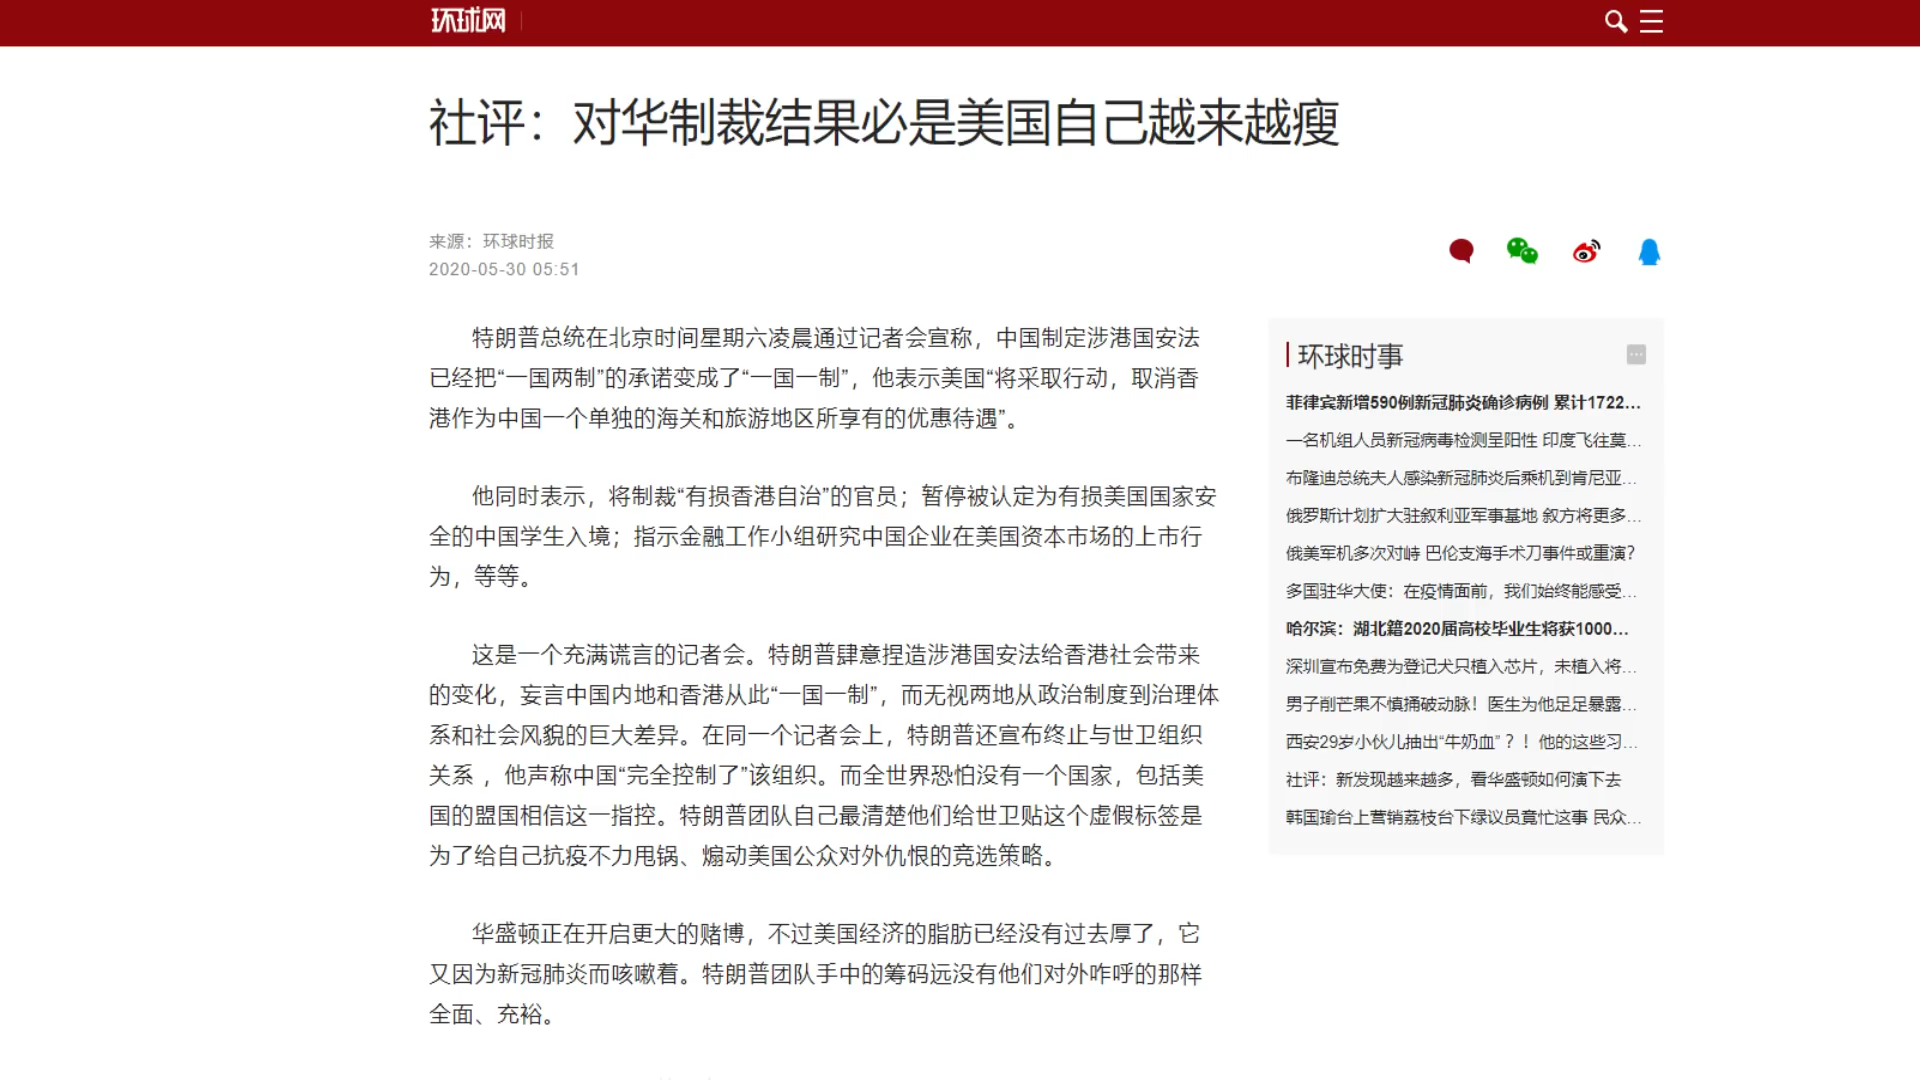 环球网
社评：对华制裁结果必是美国自己越来越瘦
来源：环球时报
2020-05-30 05:51
特朗普总统在北京时间星期六凌晨通过记者会宣称，中国制定涉港国安法
已经把“一国两制”的承诺变成了“一国一制”，他表示美国“将采取行动，取消香
港作为中国一个单独的海关和旅游地区所享有的优惠待遇”。
他同时表示，将制裁“有损香港自治”的官员；暂停被认定为有损美国国家安
全的中国学生入境；指示金融工作小组研究中国企业在美国资本市场的上市行
为，等等。
这是一个充满谎言的记者会。特朗普肆意捏造涉港国安法给香港社会带来
的变化，妄言中国内地和香港从此“一国一制”，而无视两地从政治制度到治理体
系和社会风貌的巨大差异。在同一个记者会上，特朗普还宣布终止与世卫组织
关系 ，他声称中国“完全控制了”该组织。而全世界恐怕没有一个国家，包括美
国的盟国相信这一指控。特朗普团队自己最清楚他们给世卫贴这个虚假标签是
为了给自己抗疫不力甩锅、煽动美国公众对外仇恨的竞选策略。
华盛顿正在开启更大的赌博，不过美国经济的脂肪已经没有过去厚了，它
又因为新冠肺炎而咳嗽着。特朗普团队手中的筹码远没有他们对外咋呼的那样
全面、充裕。
环球时事
菲律宾新增590例新冠肺炎确诊病例 累计1722...
一名机组人员新冠病毒检测呈阳性 印度飞往莫...
布隆迪总统夫人感染新冠肺炎后乘机到肯尼亚...
俄罗斯计划扩大驻叙利亚军事基地 叙方将更多...
俄美军机多次对峙 巴伦支海手术刀事件或重演？
多国驻华大使：在疫情面前，我们始终能感受...
哈尔滨：湖北籍2020届高校毕业生将获1000...
深圳宣布免费为登记犬只植入芯片，未植入将...
男子削芒果不慎捅破动脉！医生为他足足暴露...
西安29岁小伙儿抽出“牛奶血”？！他的这些习...
社评：新发现越来越多，看华盛顿如何演下去
韩国瑜台上营销荔枝台下绿议员竟忙这事 民众...